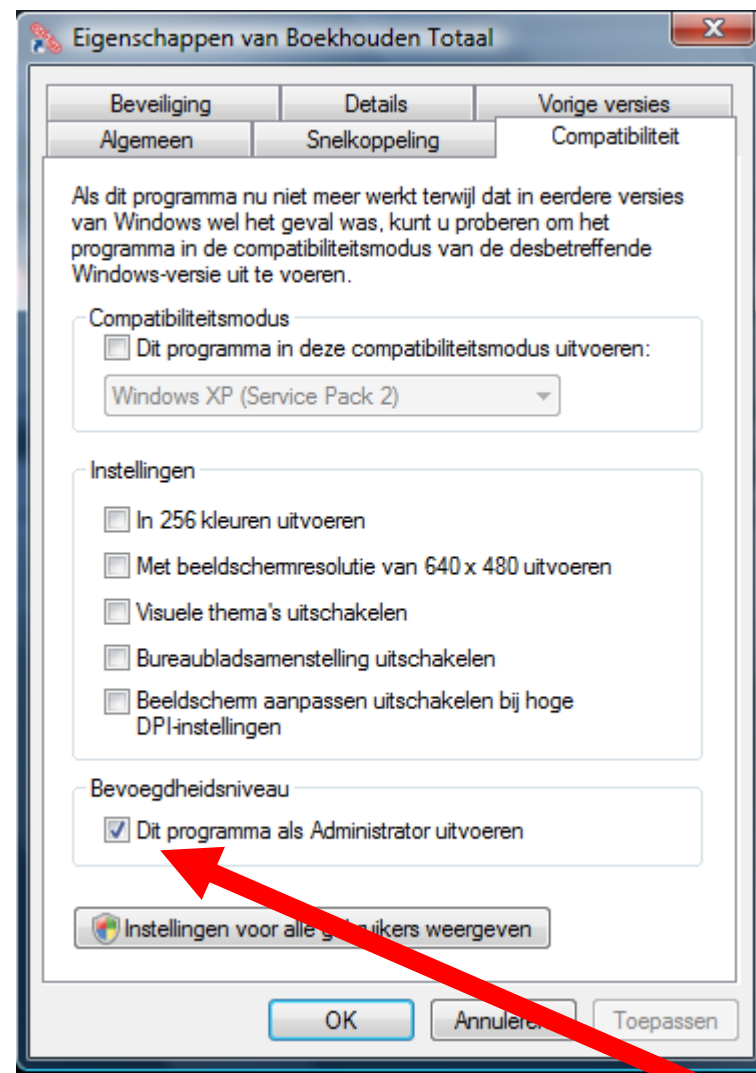 Eigenschappen van Boekhouden Totaal
Beveiliging Details Vorige versies
Algemeen Snelkoppeling Compatibiliteit
Als dit programma nu niet meer werkt terwijl dat in eerdere versies
van Windows wel het geval was, kunt u proberen om het
programma in de compatibiliteitsmodus van de desbetreffende
Windows-versie uit te voeren.
Compatibiliteitsmodus
Dit programma in deze compatibiliteitsmodus uitvoeren:
Windows XP (Service Pack 2)
Instellingen
In 256 kleuren uitvoeren
Met beeldschermresolutie van 640 x 480 uitvoeren
Visuele thema's uitschakelen
Bureaubladsamenstelling uitschakelen
Beeldscherm aanpassen uitschakelen bij hoge
DPI-instellingen
Bevoegdheidsniveau
Dit programma als Administrator uitvoeren
Instellingen voor alle gebruikers weergeven
OK Annuleren Toepassen